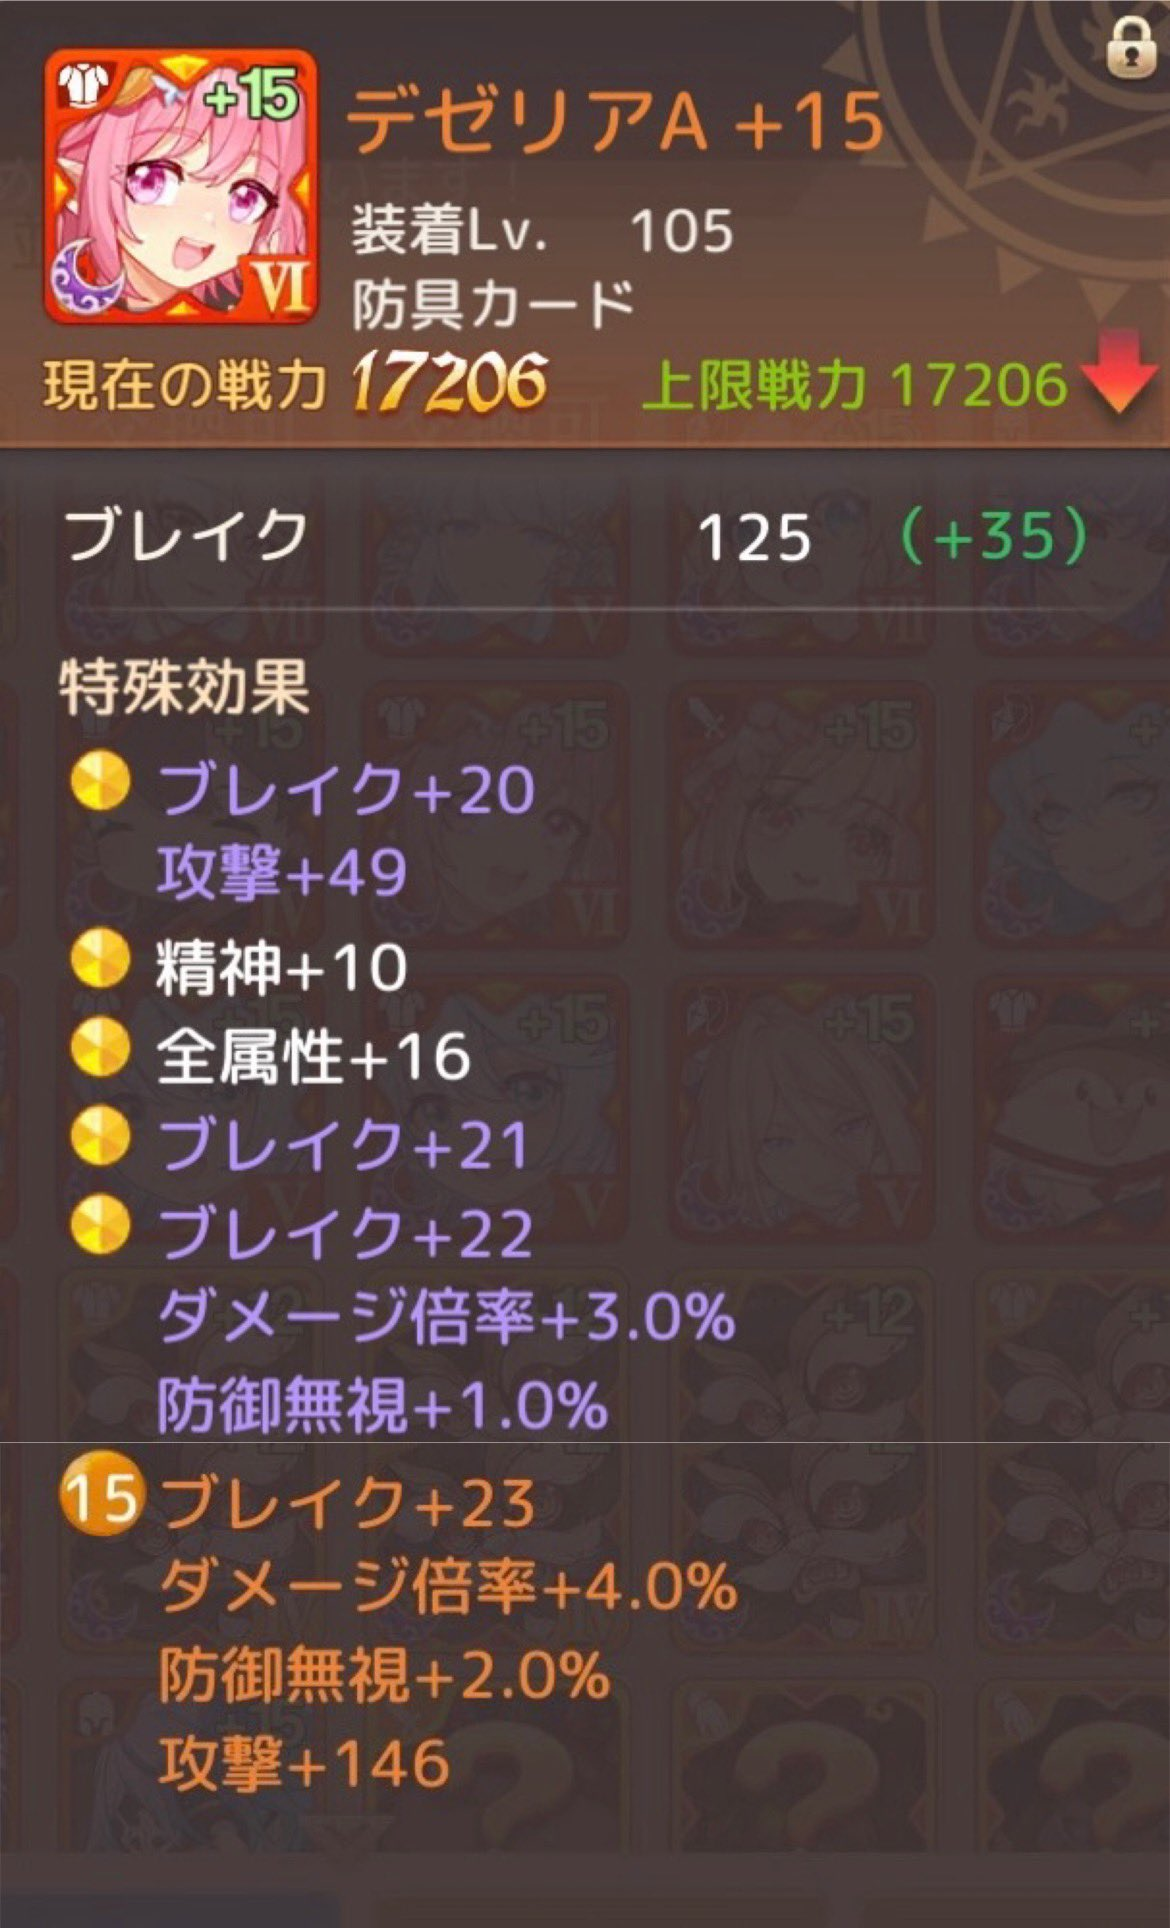 +15
デゼリアA +15
装着Lv. 105
防具カード
VI
現在の戦力 17206 上限戦力 17206
ブレイク 125 (+35)
特殊効果
ブレイク+20
攻撃+49
精神+10
全属性+16
ブレイク+21
ブレイク+22
ダメージ倍率+3.0%
防御無視+1.0%
15 ブレイク+23
ダメージ倍率+4.0%
防御無視+2.0%
攻撃+146